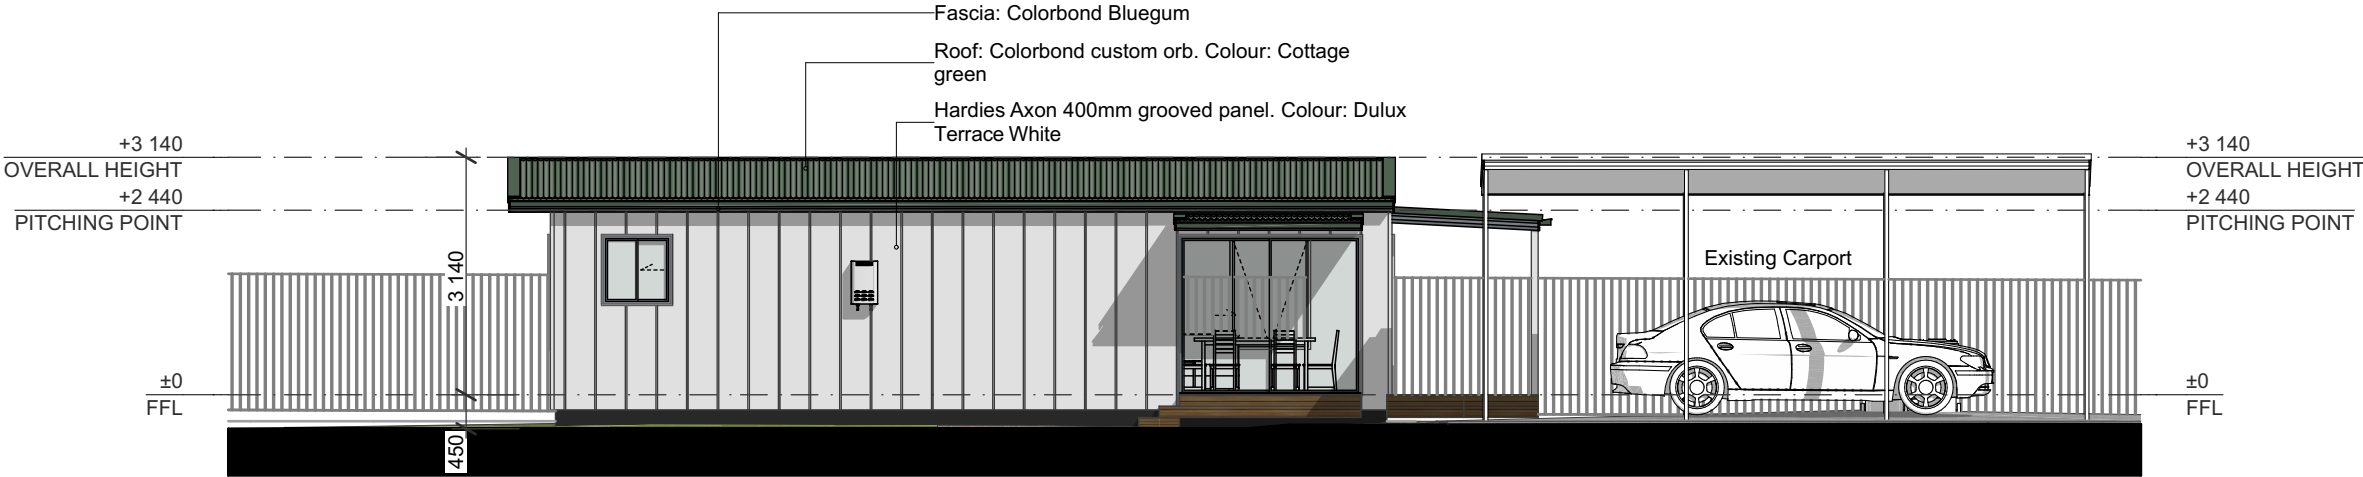 Fascia: Colorbond Bluegum
Roof: Colorbond custom orb. Colour: Cottage
green
Hardies Axon 400mm grooved panel. Colour: Dulux
Terrace White
+3 140
OVERALL HEIGHT
+2 440
PITCHING POINT
±0
FFL
3 140
450
Existing Carport
+3 140
OVERALL HEIGHT
+2 440
PITCHING POINT
±0
FFL